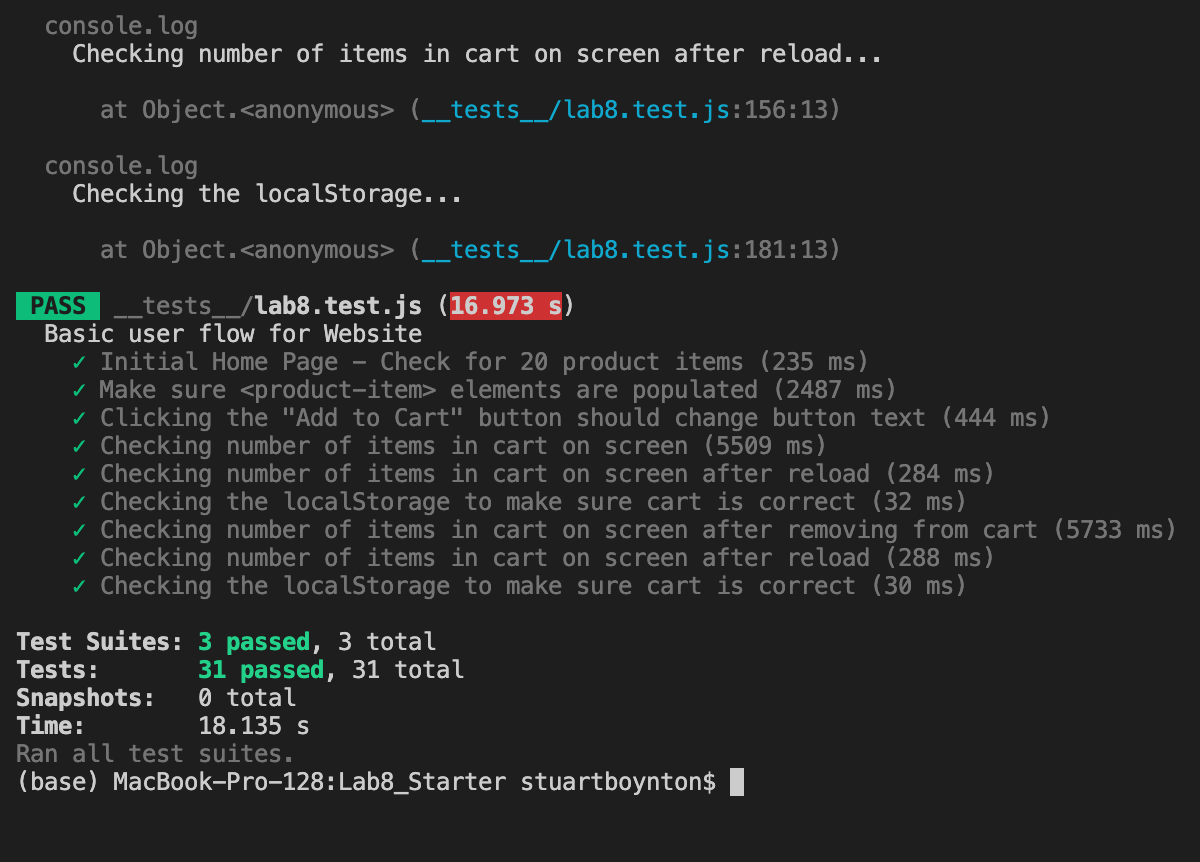 console.log
Checking number of items in cart on screen after reload...
at Object.<anonymous> (__tests__/lab8.test.js:156:13)
console.log
Checking the localStorage...
at Object.<anonymous> (__tests__/lab8.test.js:181:13)
PASS __tests__/lab8.test.js (16.973 s)
Basic user flow for Website
✓ Initial Home Page - Check for 20 product items (235 ms)
✓ Make sure <product-item> elements are populated (2487 ms)
✓ Clicking the "Add to Cart" button should change button text (444 ms)
✓ Checking number of items in cart on screen (5509 ms)
✓ Checking number of items in cart on screen after reload (284 ms)
✓ Checking the localStorage to make sure cart is correct (32 ms)
✓ Checking number of items in cart on screen after removing from cart (5733 ms)
✓ Checking number of items in cart on screen after reload (288 ms)
✓ Checking the localStorage to make sure cart is correct (30 ms)
Test Suites: 3 passed, 3 total
Tests: 31 passed, 31 total
Snapshots: 0 total
Time: 18.135 s
Ran all test suites.
(base) MacBook-Pro-128:Lab8_Starter stuartboynton$